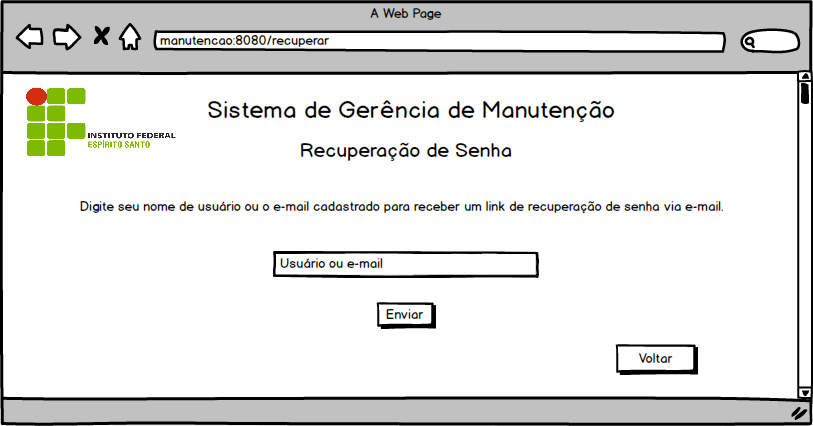 A Web Page
manutencao:8080/recuperar
INSTITUTO FEDERAL
ESPÍRITO SANTO
Sistema de Gerência de Manutenção
Recuperação de Senha
Digite seu nome de usuário ou o e-mail cadastrado para receber um link de recuperação de senha via e-mail.
Usuário ou e-mail
Enviar
Voltar